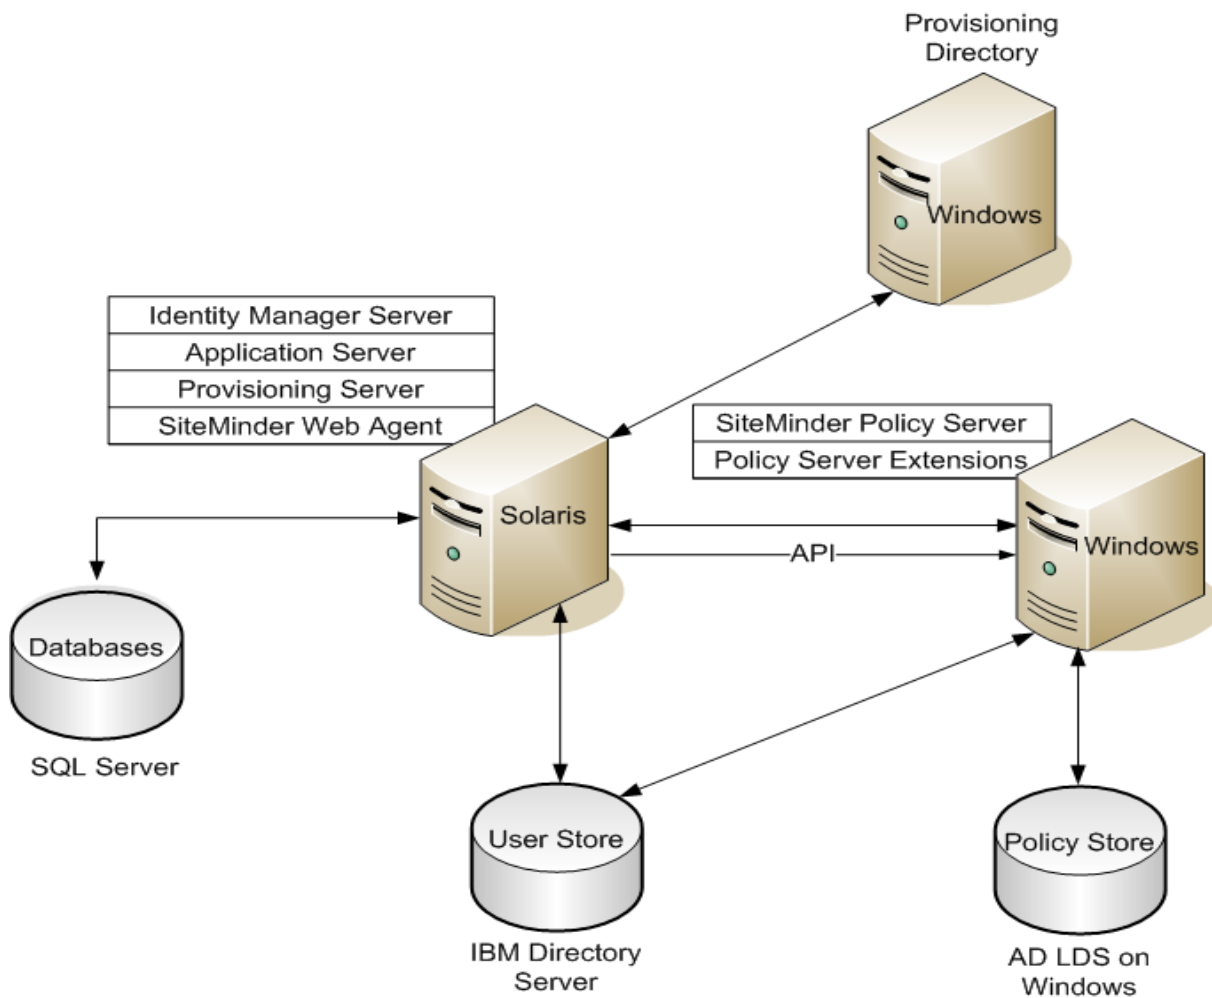 Provisioning
Directory
Windows
Identity Manager Server
Application Server
Provisioning Server
SiteMinder Web Agent
SiteMinder Policy Server
Policy Server Extensions
Solaris
Windows
API
Databases
SQL Server
User Store
IBM Directory
Server
Policy Store
AD LDS on
Windows